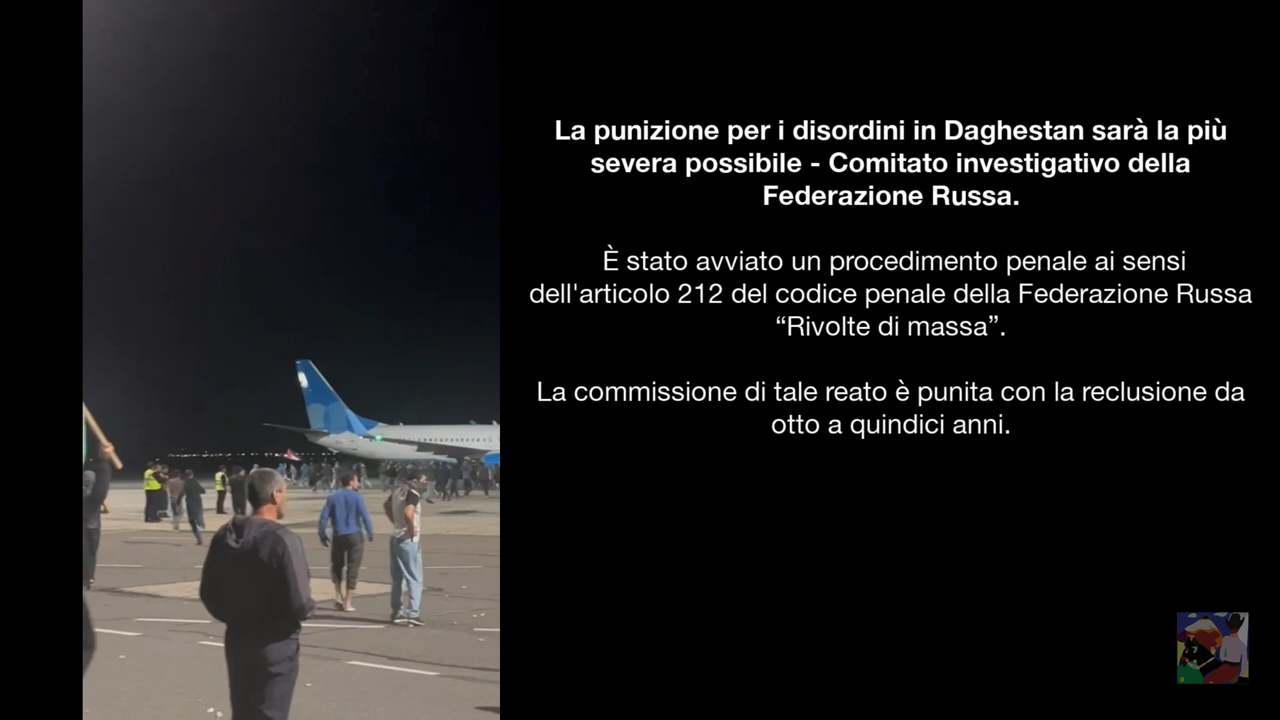 La punizione per i disordini in Daghestan sarà la più
severa possibile - Comitato investigativo della
Federazione Russa.
È stato avviato un procedimento penale ai sensi
dell'articolo 212 del codice penale della Federazione Russa
“Rivolte di massa”.
La commissione di tale reato è punita con la reclusione da
otto a quindici anni.